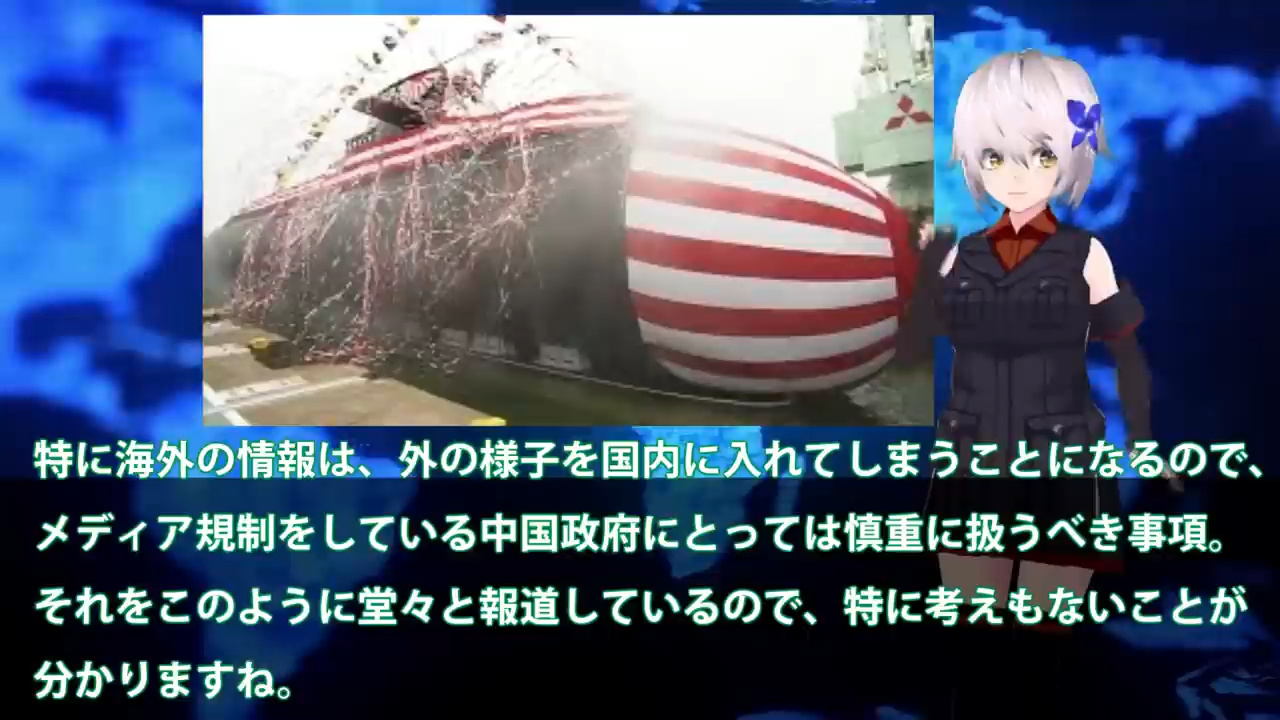 特に海外の情報は、外の様子を国内に入れてしまうことになるので、
メディア規制をしている中国政府にとっては慎重に扱うべき事項。
それをこのように堂々と報道しているので、特に考えもないことが
分かりますね。